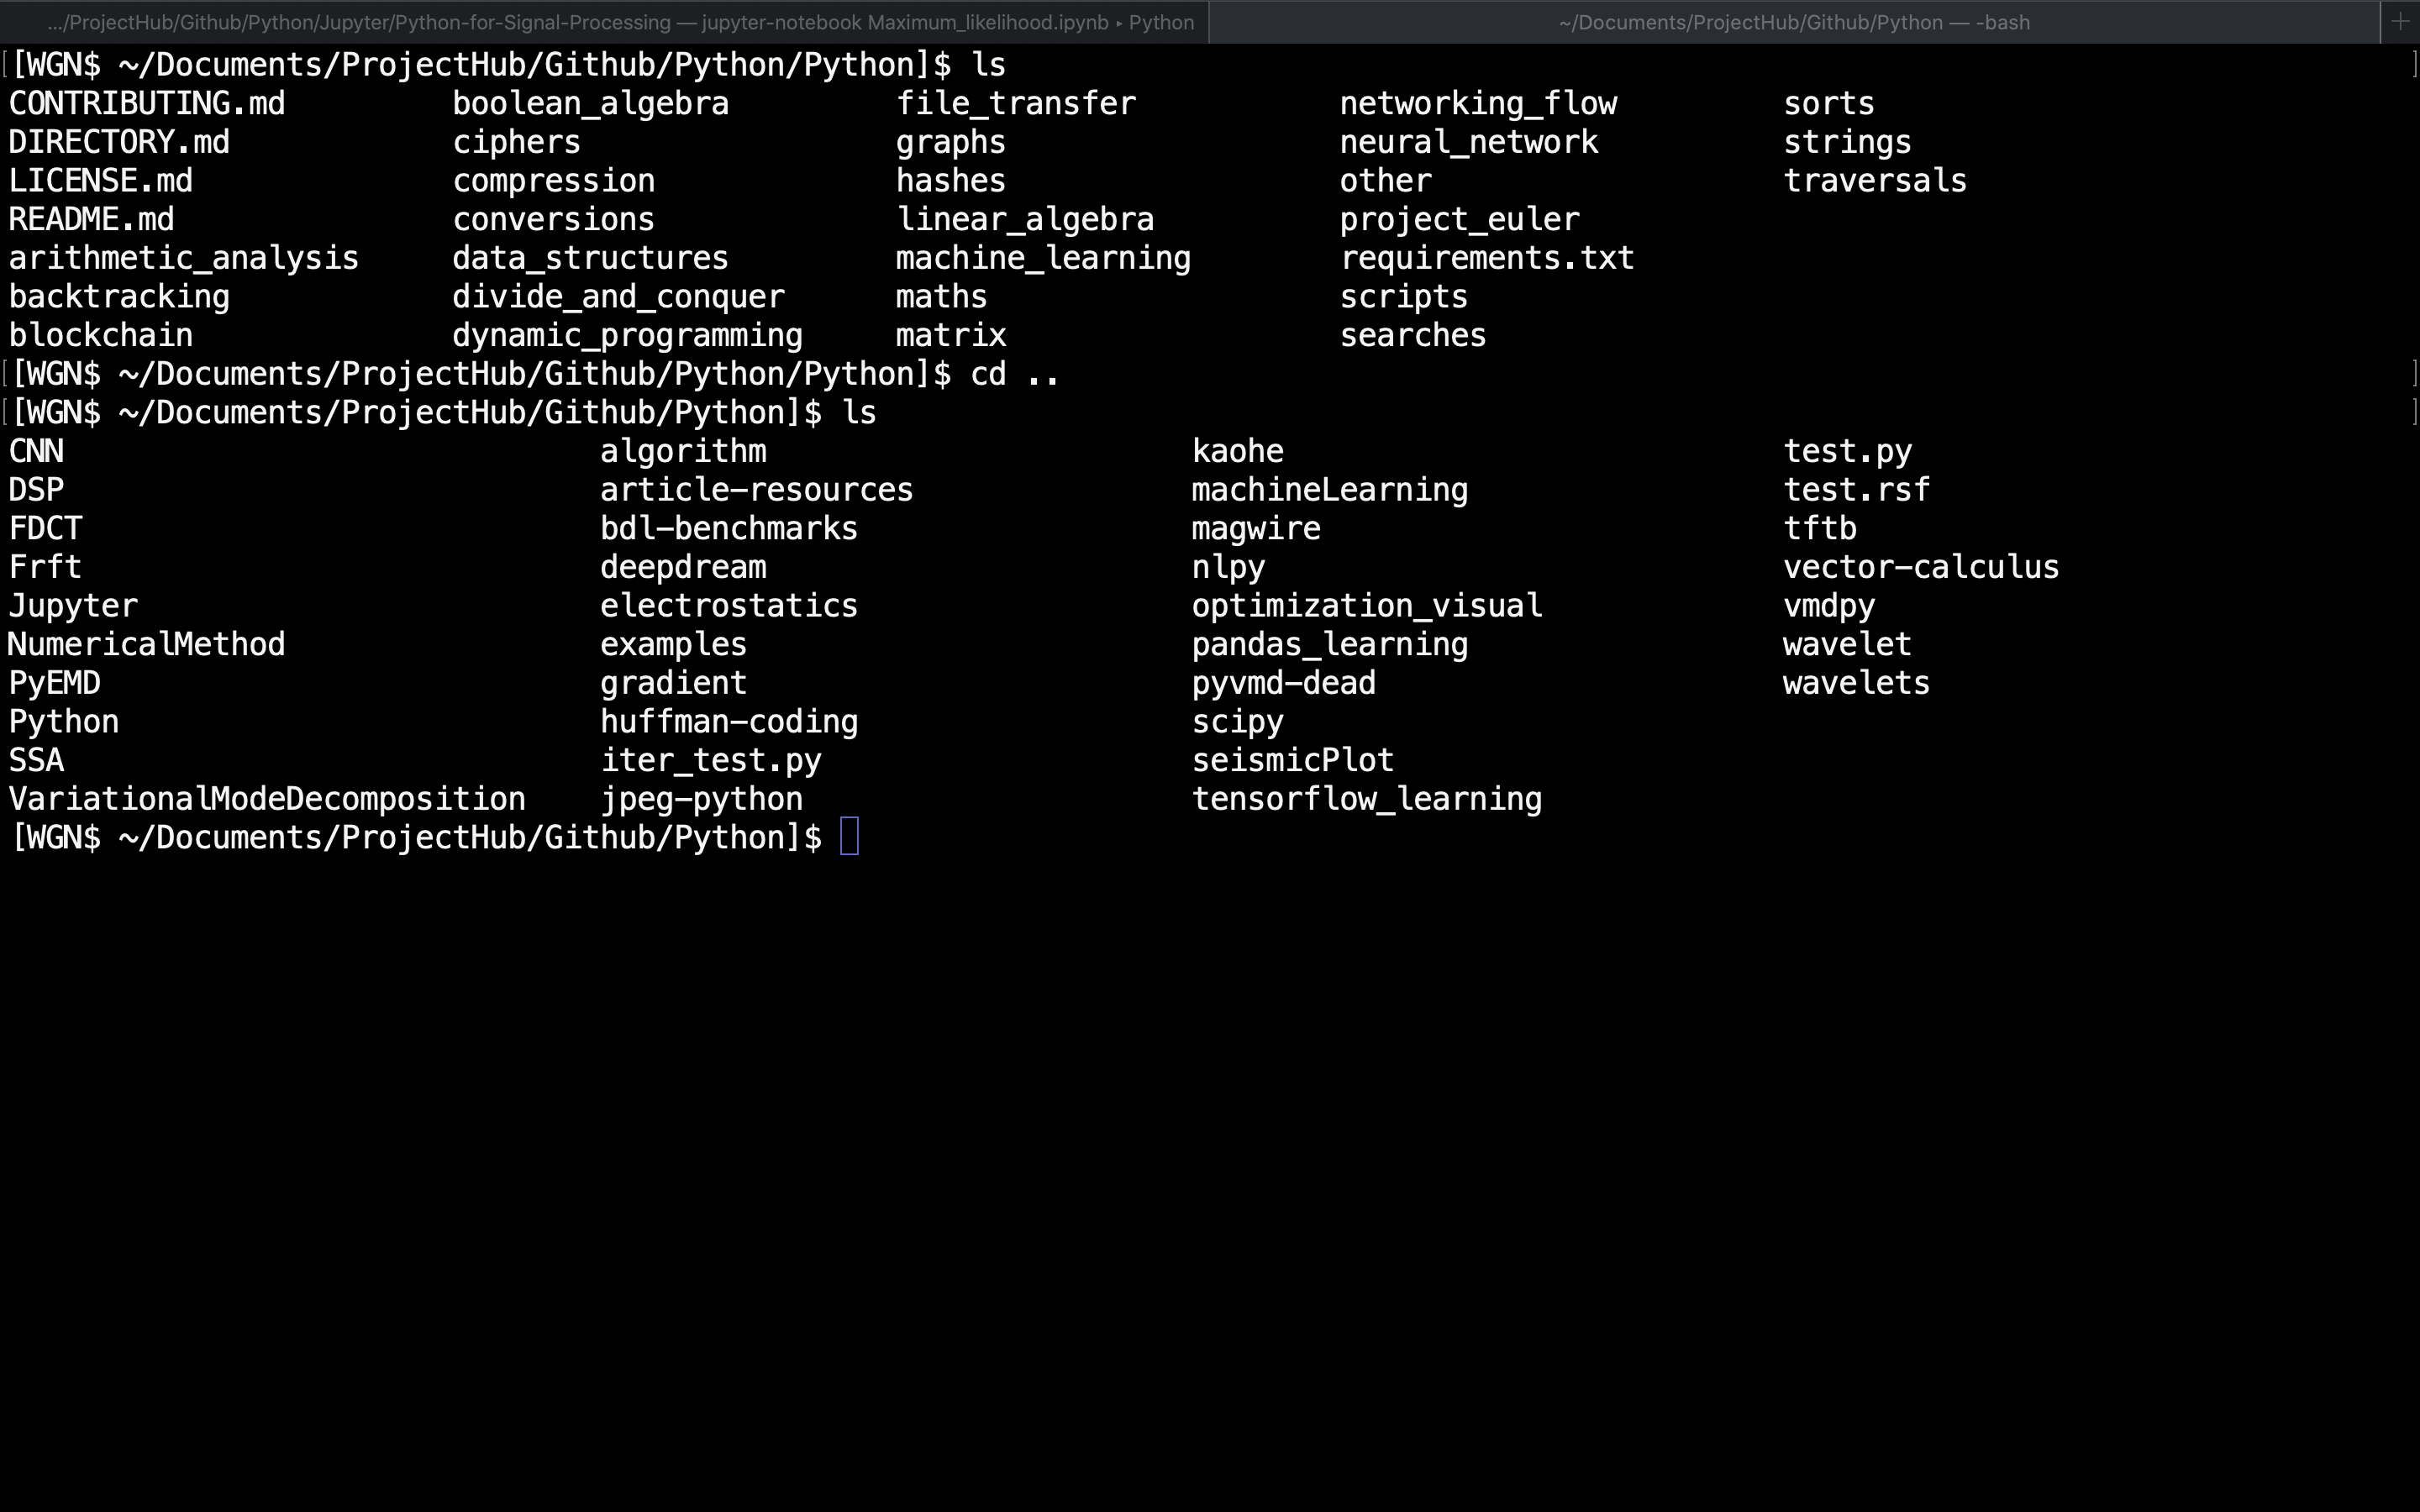 .../ProjectHub/Github/Python/Jupyter/Python-for-Signal-Processing — jupyter-notebook Maximum_likelihood.ipynb ▸ Python ~/Documents/ProjectHub/Github/Python — -bash +
[[WGN$ ~/Documents/ProjectHub/Github/Python/Python]$ ls ]
CONTRIBUTING.md boolean_algebra file_transfer networking_flow sorts
DIRECTORY.md ciphers graphs neural_network strings
LICENSE.md compression hashes other traversals
README.md conversions linear_algebra project_euler
arithmetic_analysis data_structures machine_learning requirements.txt
backtracking divide_and_conquer maths scripts
blockchain dynamic_programming matrix searches
[[WGN$ ~/Documents/ProjectHub/Github/Python/Python]$ cd .. ]
[[WGN$ ~/Documents/ProjectHub/Github/Python]$ ls ]
CNN algorithm kaohe test.py
DSP article-resources machineLearning test.rsf
FDCT bdl-benchmarks magwire tftb
Frft deepdream nlpy vector-calculus
Jupyter electrostatics optimization_visual vmdpy
NumericalMethod examples pandas_learning wavelet
PyEMD gradient pyvmd-dead wavelets
Python huffman-coding scipy
SSA iter_test.py seismicPlot
VariationalModeDecomposition jpeg-python tensorflow_learning
[WGN$ ~/Documents/ProjectHub/Github/Python]$